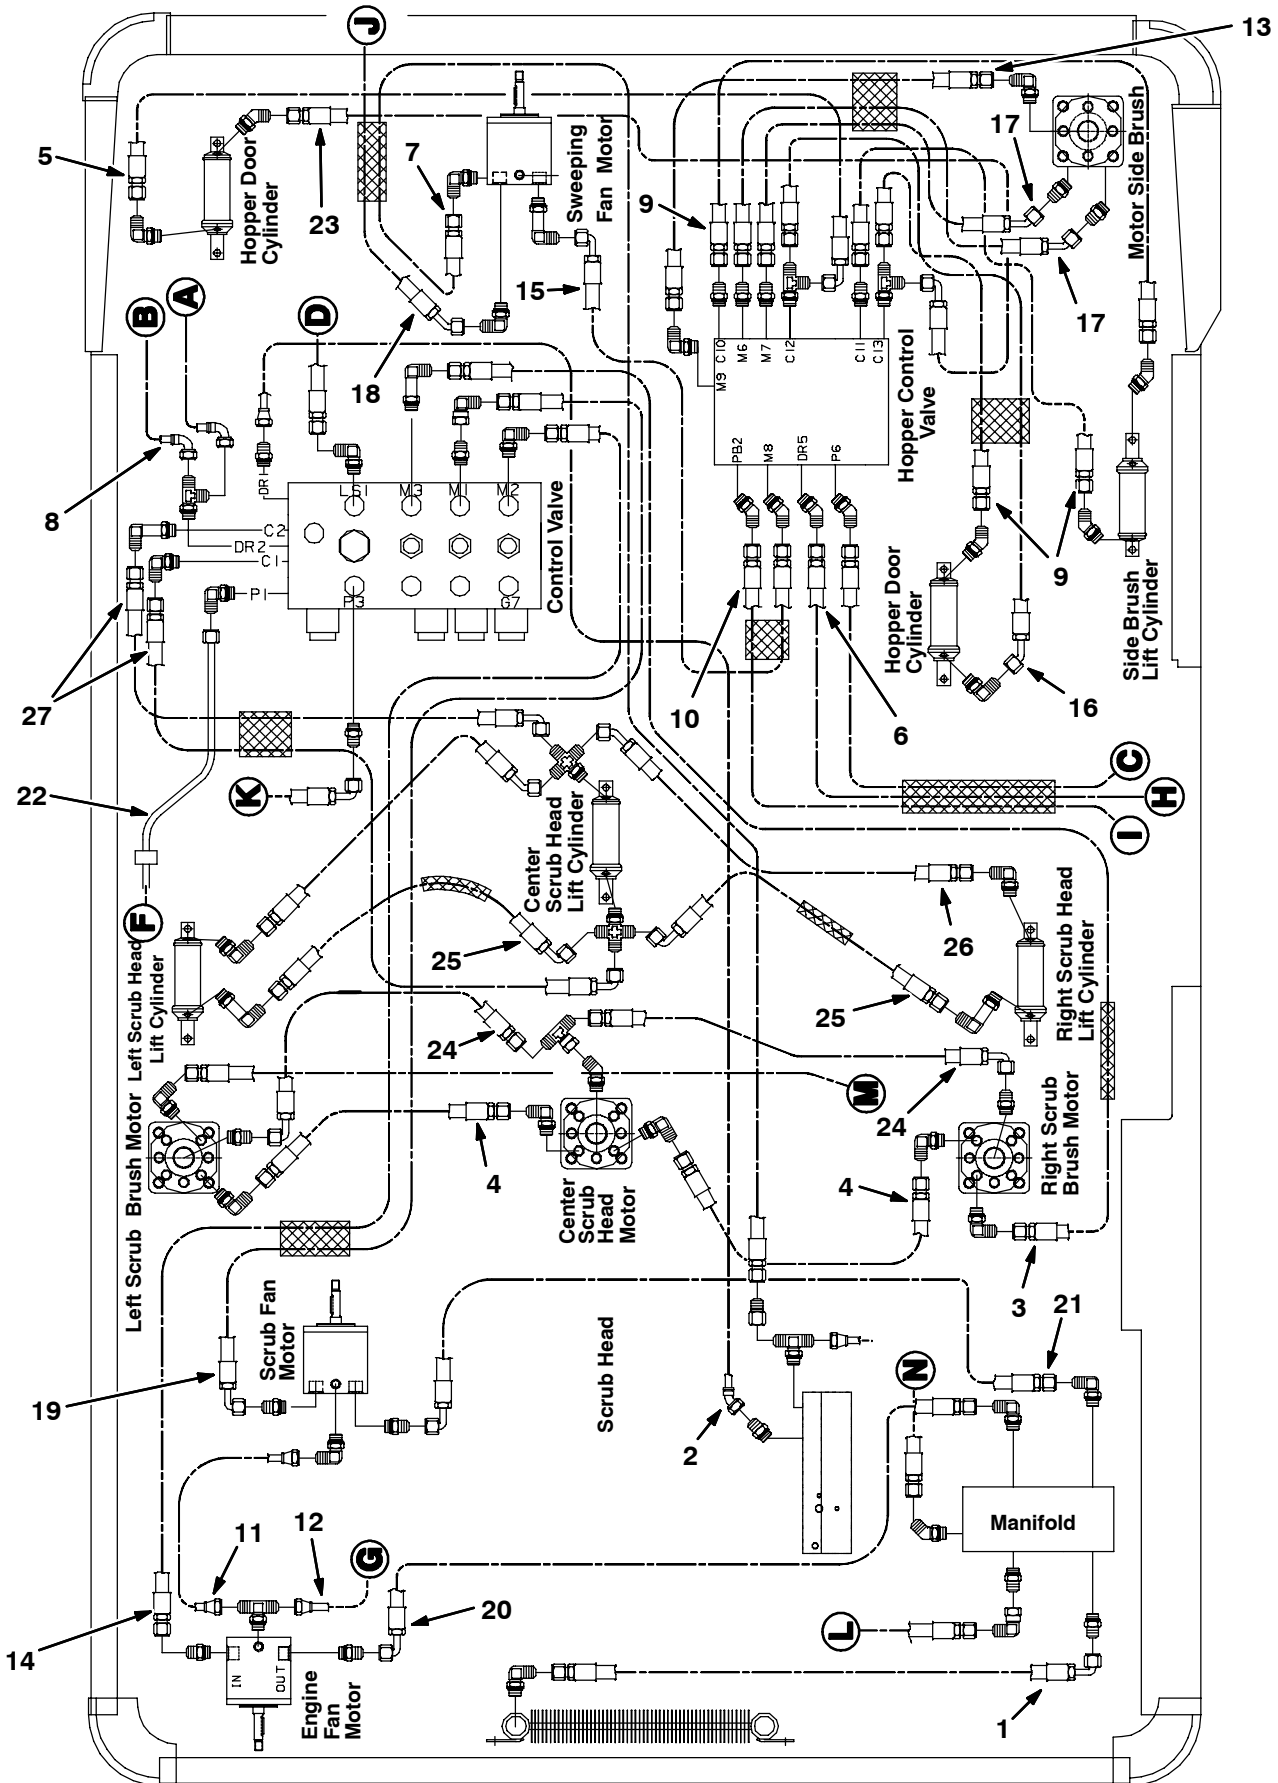 J
13
5
Hopper Door
Cylinder
23
7
Sweeping
Fan Motor
9
17
Motor Side Brush
17
B
A
D
18
15
M9
C10
M6
M7
C12
C11
C13
Hopper Control
Valve
PB2
M8
DR5
P6
8
DR1
LS1
M3
M1
M2
C2
DR2
C1
P1
P3
G7
Control Valve
27
10
6
Hopper Door
Cylinder
9
16
Side Brush
Lift Cylinder
22
K
C
H
I
F
Center
Scrub Head
Lift Cylinder
25
26
Left Scrub Head
Lift Cylinder
24
25
Right Scrub Head
Lift Cylinder
M
24
Left Scrub Brush Motor
4
Center
Scrub
Head
Motor
4
Right Scrub
Brush Motor
3
21
Scrub Fan
Motor
19
Scrub Head
2
N
Manifold
11
12
G
14
20
IN
OUT
Engine
Fan
Motor
L
1